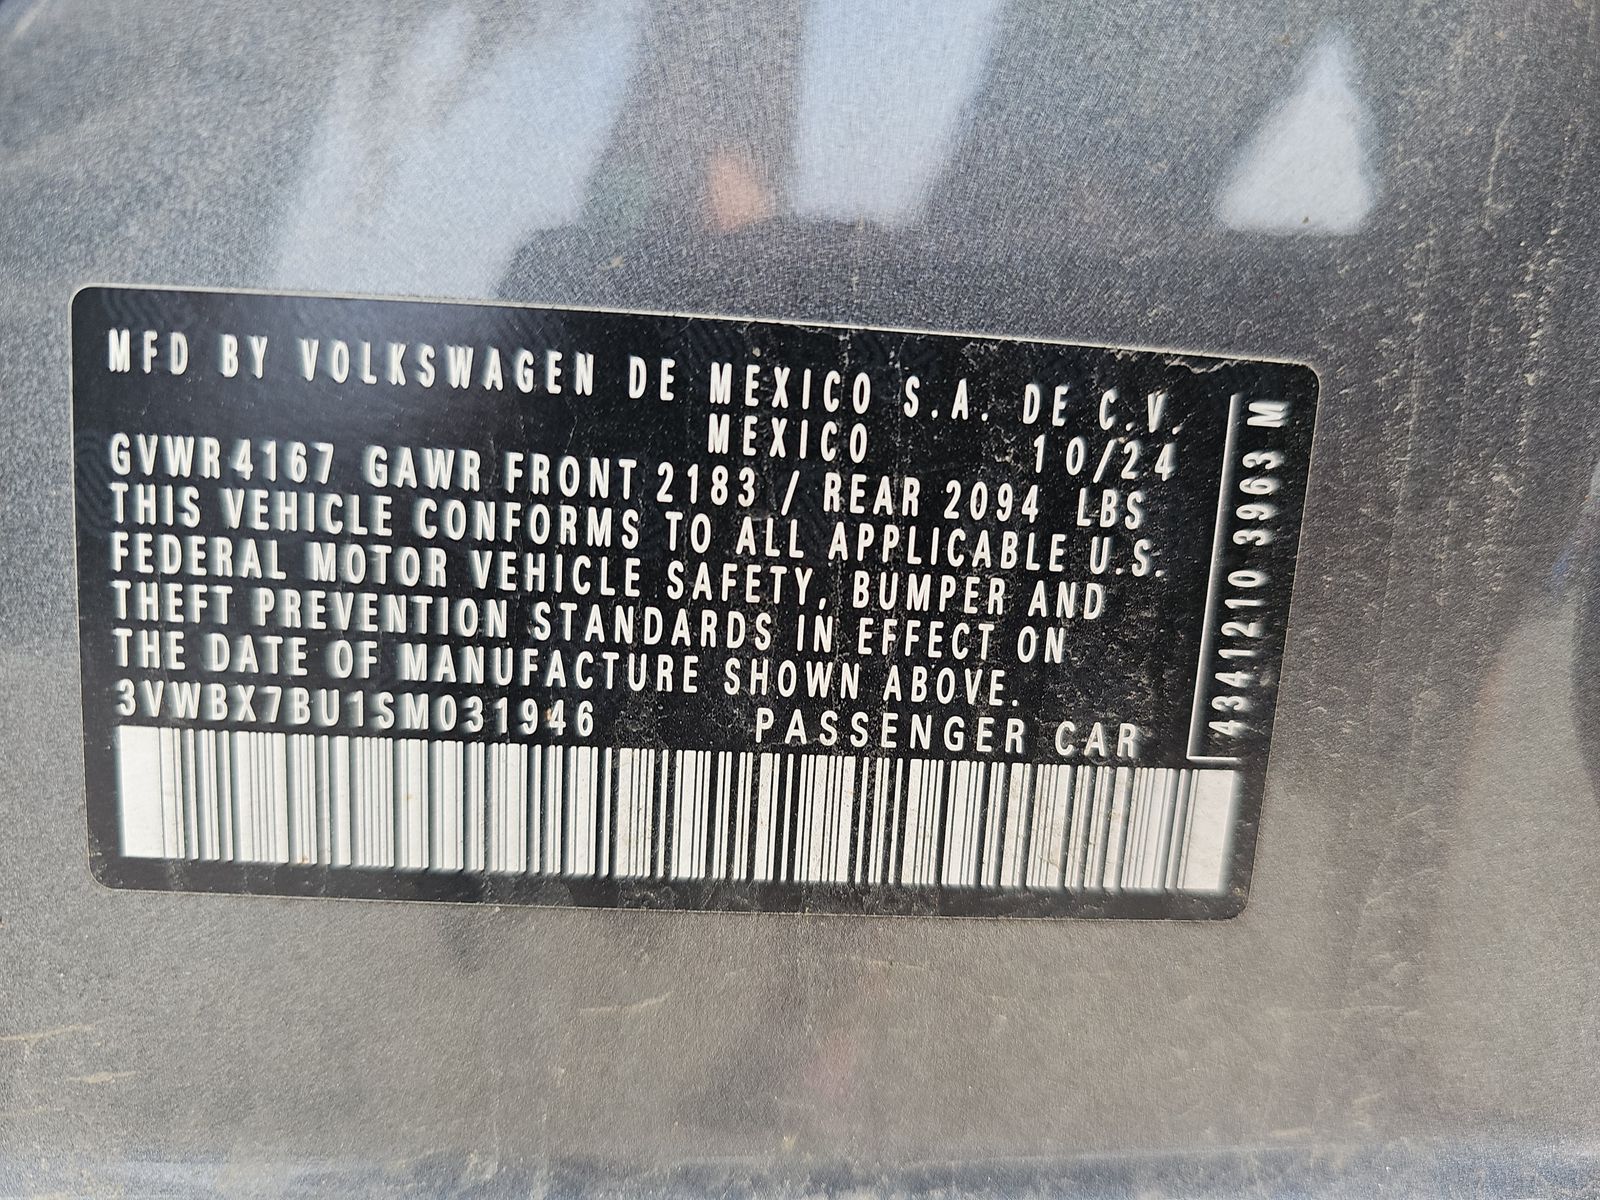 MFD BY VOLKSWAGEN DE MEXICO S.A. DE C.V.
MEXICO 10/24
GVWR 4167 GAWR FRONT 2183 / REAR 2094 LBS
THIS VEHICLE CONFORMS TO ALL APPLICABLE U.S.
FEDERAL MOTOR VEHICLE SAFETY, BUMPER AND
THEFT PREVENTION STANDARDS IN EFFECT ON
THE DATE OF MANUFACTURE SHOWN ABOVE.
3VWBX7BU1SM031946 PASSENGER CAR
4341210 3963 M